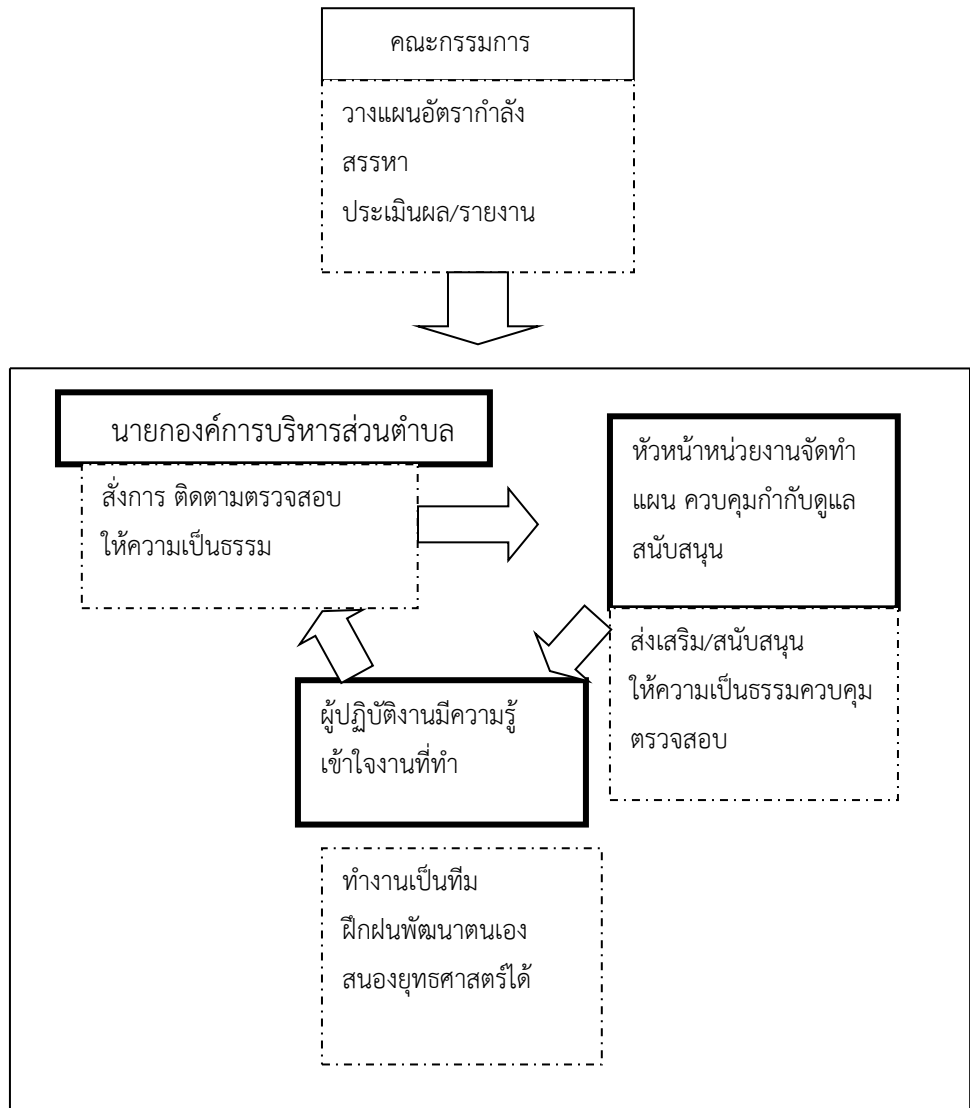 คณะกรรมการ
วางแผนอัตรากำลัง
สรรหา
ประเมินผล/รายงาน
นายกองค์การบริหารส่วนตำบล
สั่งการ ติดตามตรวจสอบ
ให้ความเป็นธรรม
หัวหน้าหน่วยงานจัดทำ
แผน ควบคุมกำกับดูแล
สนับสนุน
ส่งเสริม/สนับสนุน
ให้ความเป็นธรรมควบคุม
ตรวจสอบ
ผู้ปฏิบัติงานมีความรู้
เข้าใจงานที่ทำ
ทำงานเป็นทีม
ฝึกฝนพัฒนาตนเอง
สนองยุทธศาสตร์ได้